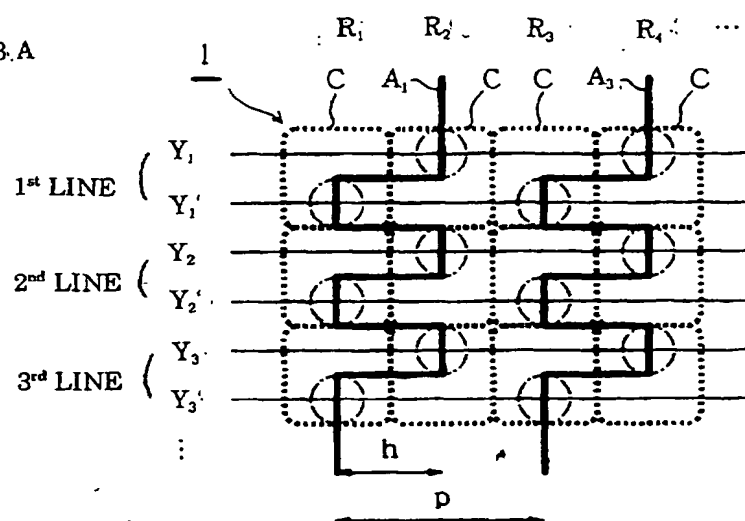 3.A
R₁ R₂ R₃ R₄ ...
1 C A₁ C C A₃ C
Y₁
1st LINE
Y₁'
Y₂
2nd LINE
Y₂'
Y₃
3rd LINE
Y₃'
⋮
h
p